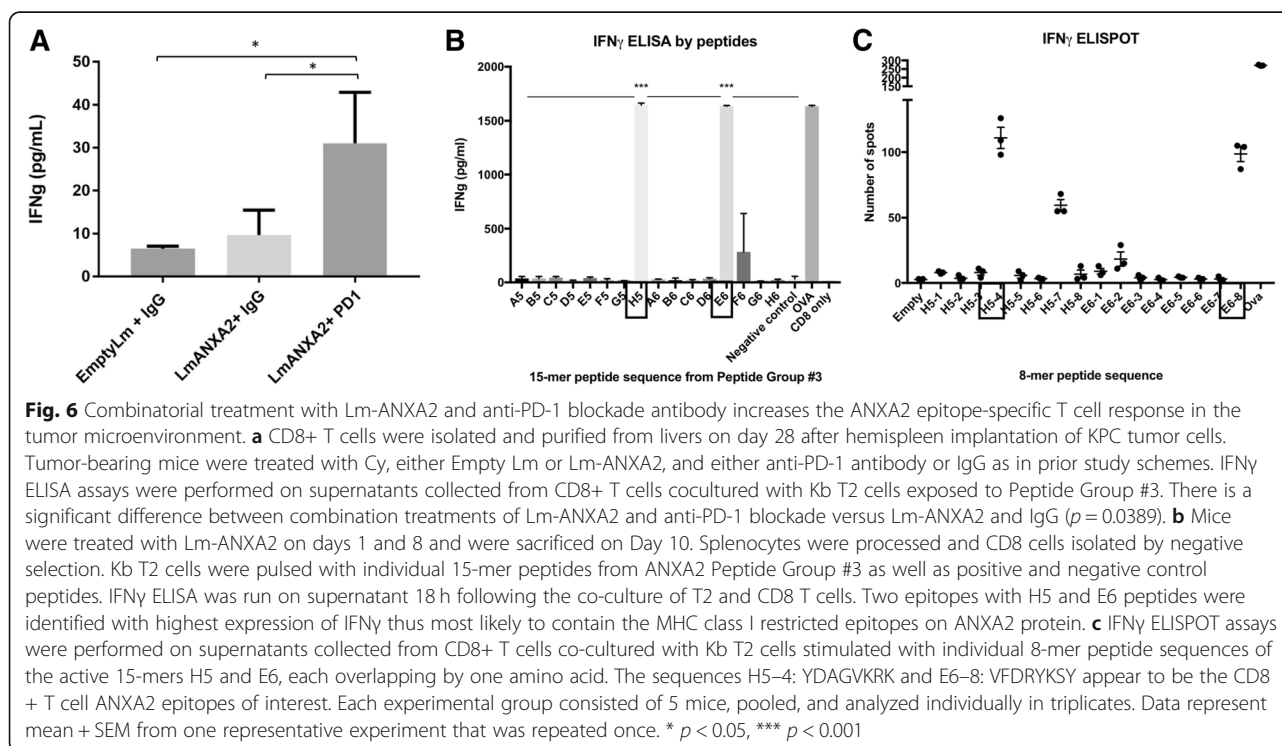 A
IFNg (pg/mL)
50
40
30
20
10
0
*
*
EmptyLm + IgG
LmANXA2+ IgG
LmANXA2+ PD1
B
IFNγ ELISA by peptides
IFNg (pg/ml)
2000
1500
1000
500
0
***
***
A5
B5
C5
D5
E5
F5
G5
H5
A6
B6
C6
D6
E6
F6
G6
H6
Negative control
OVA
CD8 only
15-mer peptide sequence from Peptide Group #3
C
IFNγ ELISPOT
Number of spots
300
250
200
150
100
50
0
Empty
H5-1
H5-2
H5-3
H5-4
H5-5
H5-6
H5-7
H5-8
E6-1
E6-2
E6-3
E6-4
E6-5
E6-6
E6-7
E6-8
Ova
8-mer peptide sequence
Fig. 6 Combinatorial treatment with Lm-ANXA2 and anti-PD-1 blockade antibody increases the ANXA2 epitope-specific T cell response in the
tumor microenvironment. a CD8+ T cells were isolated and purified from livers on day 28 after hemispleen implantation of KPC tumor cells.
Tumor-bearing mice were treated with Cy, either Empty Lm or Lm-ANXA2, and either anti-PD-1 antibody or IgG as in prior study schemes. IFNγ
ELISA assays were performed on supernatants collected from CD8+ T cells cocultured with Kb T2 cells exposed to Peptide Group #3. There is a
significant difference between combination treatments of Lm-ANXA2 and anti-PD-1 blockade versus Lm-ANXA2 and IgG (p = 0.0389). b Mice
were treated with Lm-ANXA2 on days 1 and 8 and were sacrificed on Day 10. Splenocytes were processed and CD8 cells isolated by negative
selection. Kb T2 cells were pulsed with individual 15-mer peptides from ANXA2 Peptide Group #3 as well as positive and negative control
peptides. IFNγ ELISA was run on supernatant 18 h following the co-culture of T2 and CD8 T cells. Two epitopes with H5 and E6 peptides were
identified with highest expression of IFNγ thus most likely to contain the MHC class I restricted epitopes on ANXA2 protein. c IFNγ ELISPOT assays
were performed on supernatants collected from CD8+ T cells co-cultured with Kb T2 cells stimulated with individual 8-mer peptide sequences of
the active 15-mers H5 and E6, each overlapping by one amino acid. The sequences H5–4: YDAGVKRK and E6–8: VFDRYKSY appear to be the CD8
+ T cell ANXA2 epitopes of interest. Each experimental group consisted of 5 mice, pooled, and analyzed individually in triplicates. Data represent
mean + SEM from one representative experiment that was repeated once. * p < 0.05, *** p < 0.001